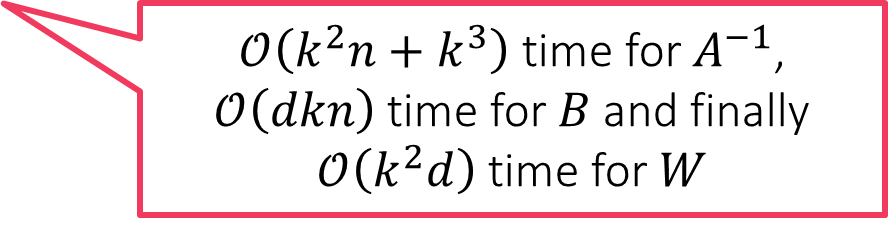 𝒪(k²n + k³) time for A⁻¹,
𝒪(dkn) time for B and finally
𝒪(k²d) time for W